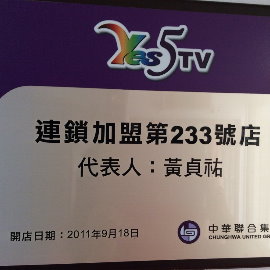 Yes5TV
連鎖加盟第233號店
代表人：黃貞祐
開店日期：2011年9月18日
中華聯合集
CHUNGHWA UNITED GR